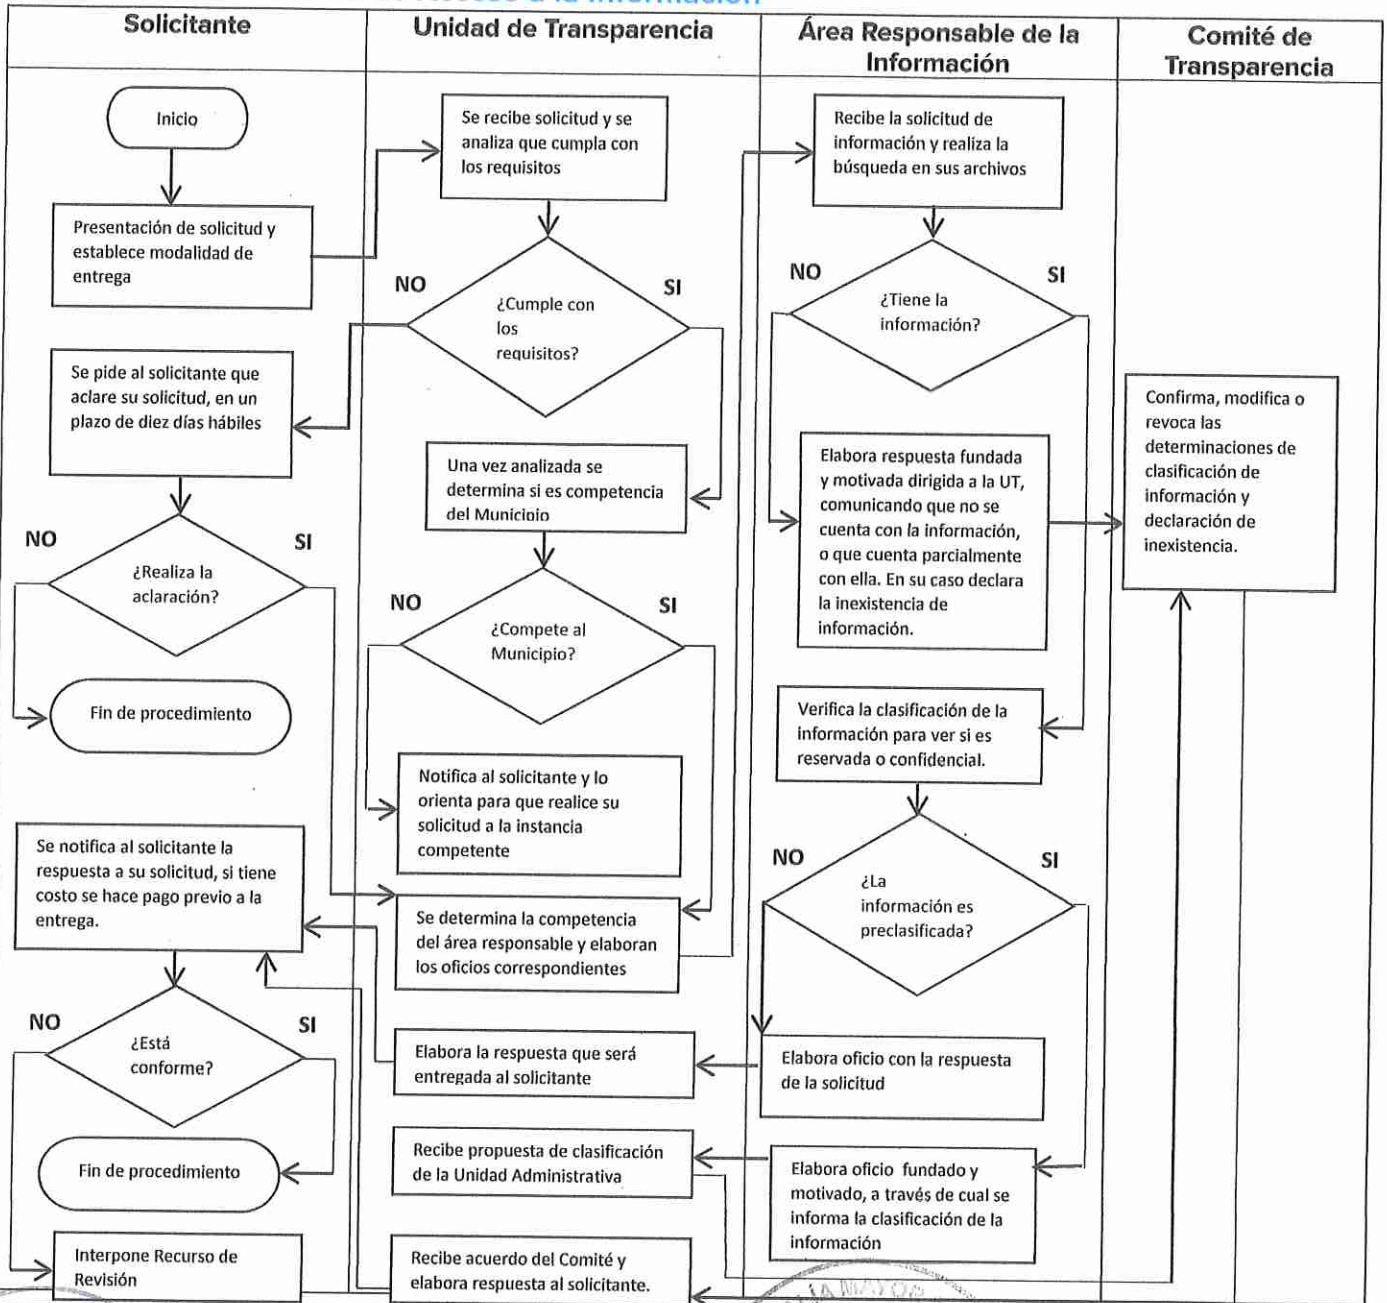 Acceso a la Información
Solicitante
Unidad de Transparencia
Área Responsable de la
Información
Comité de
Transparencia
Inicio
Presentación de solicitud y
establece modalidad de
entrega
Se pide al solicitante que
aclare su solicitud, en un
plazo de diez días hábiles
NO
SI
¿Realiza la
aclaración?
Fin de procedimiento
Se notifica al solicitante la
respuesta a su solicitud, si tiene
costo se hace pago previo a la
entrega.
NO
SI
¿Está
conforme?
Fin de procedimiento
Interpone Recurso de
Revisión
Se recibe solicitud y se
analiza que cumpla con
los requisitos
NO
SI
¿Cumple con
los
requisitos?
Una vez analizada se
determina si es competencia
del Municipio
NO
SI
¿Compete al
Municipio?
Notifica al solicitante y lo
orienta para que realice su
solicitud a la instancia
competente
Se determina la competencia
del área responsable y elaboran
los oficios correspondientes
Elabora la respuesta que será
entregada al solicitante
Recibe propuesta de clasificación
de la Unidad Administrativa
Recibe acuerdo del Comité y
elabora respuesta al solicitante.
Recibe la solicitud de
información y realiza la
búsqueda en sus archivos
NO
SI
¿Tiene la
información?
Elabora respuesta fundada
y motivada dirigida a la UT,
comunicando que no se
cuenta con la información,
o que cuenta parcialmente
con ella. En su caso declara
la inexistencia de
información.
Verifica la clasificación de la
información para ver si es
reservada o confidencial.
NO
SI
¿La
información es
preclasificada?
Elabora oficio con la respuesta
de la solicitud
Elabora oficio fundado y
motivado, a través de cual se
informa la clasificación de la
información
Confirma, modifica o
revoca las
determinaciones de
clasificación de
información y
declaración de
inexistencia.